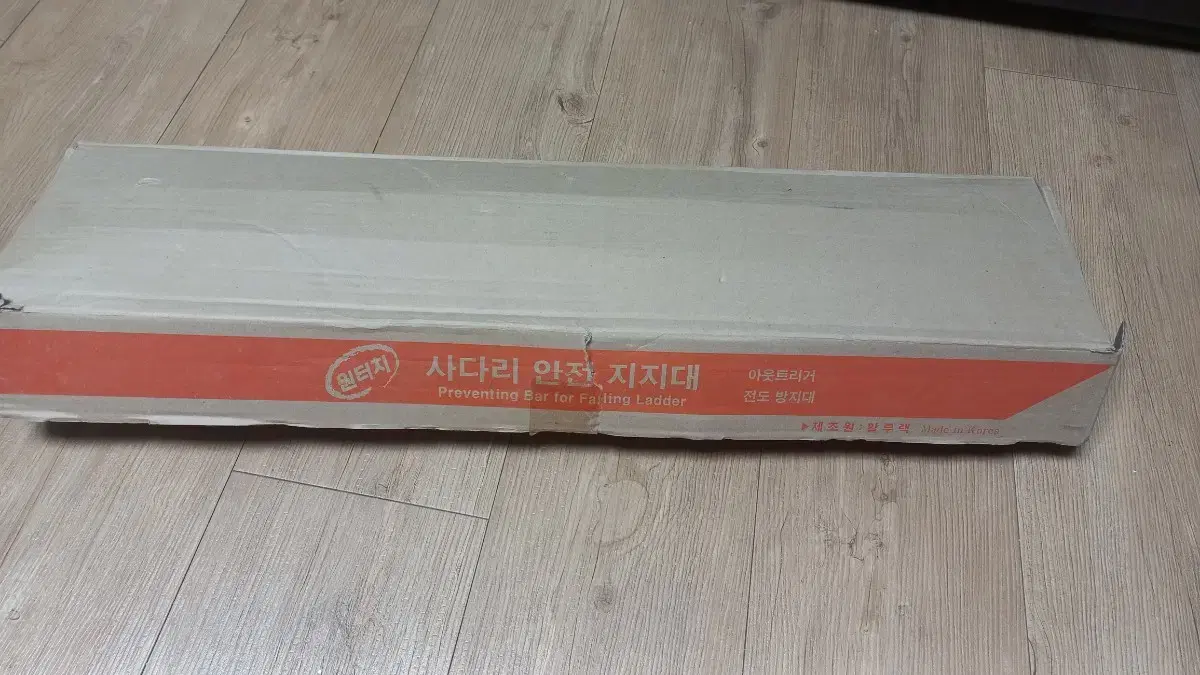 원터치
사다리 안전 지지대
Preventing Bar for Falling Ladder
아웃트리거
전도 방지대
▶제조원 : 알루랙 Made in Korea